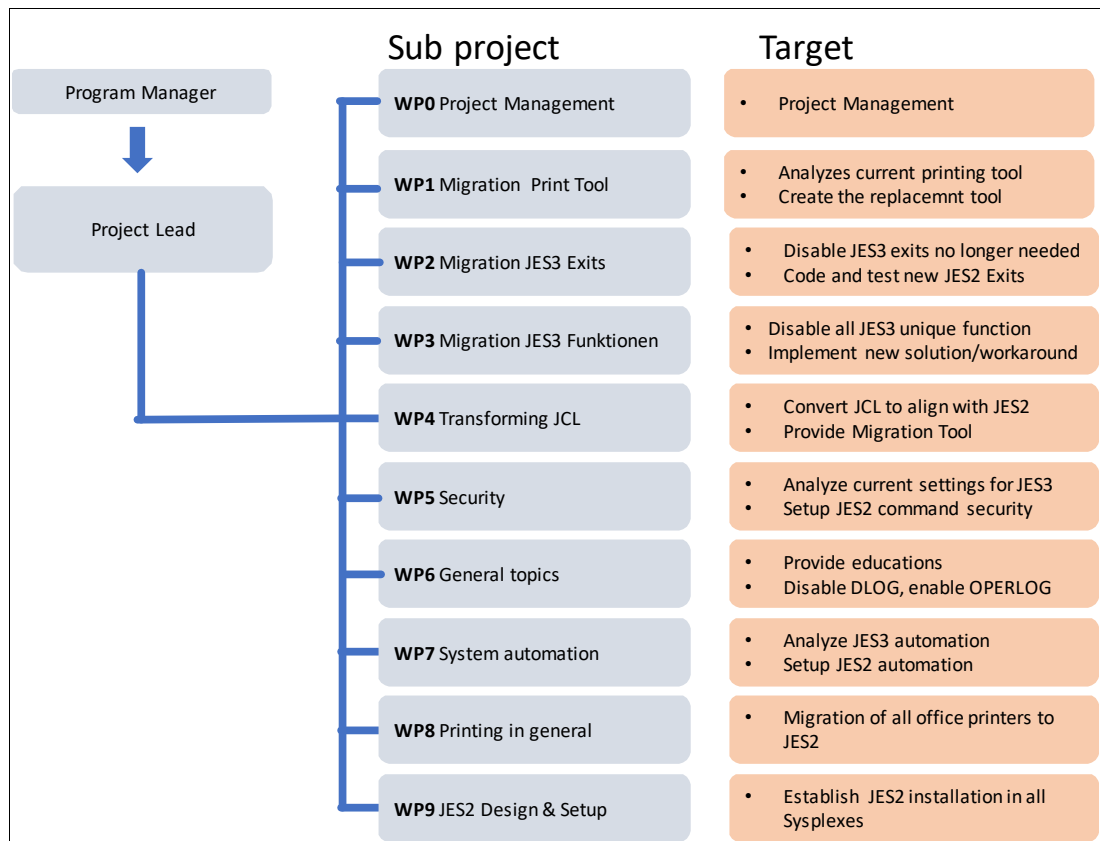 Sub project
Target
Program Manager
Project Lead
WP0 Project Management
• Project Management
WP1 Migration Print Tool
• Analyzes current printing tool
• Create the replacemnt tool
WP2 Migration JES3 Exits
• Disable JES3 exits no longer needed
• Code and test new JES2 Exits
WP3 Migration JES3 Funktionen
• Disable all JES3 unique function
• Implement new solution/workaround
WP4 Transforming JCL
• Convert JCL to align with JES2
• Provide Migration Tool
WP5 Security
• Analyze current settings for JES3
• Setup JES2 command security
WP6 General topics
• Provide educations
• Disable DLOG, enable OPERLOG
WP7 System automation
• Analyze JES3 automation
• Setup JES2 automation
WP8 Printing in general
• Migration of all office printers to
JES2
WP9 JES2 Design & Setup
• Establish JES2 installation in all
Sysplexes